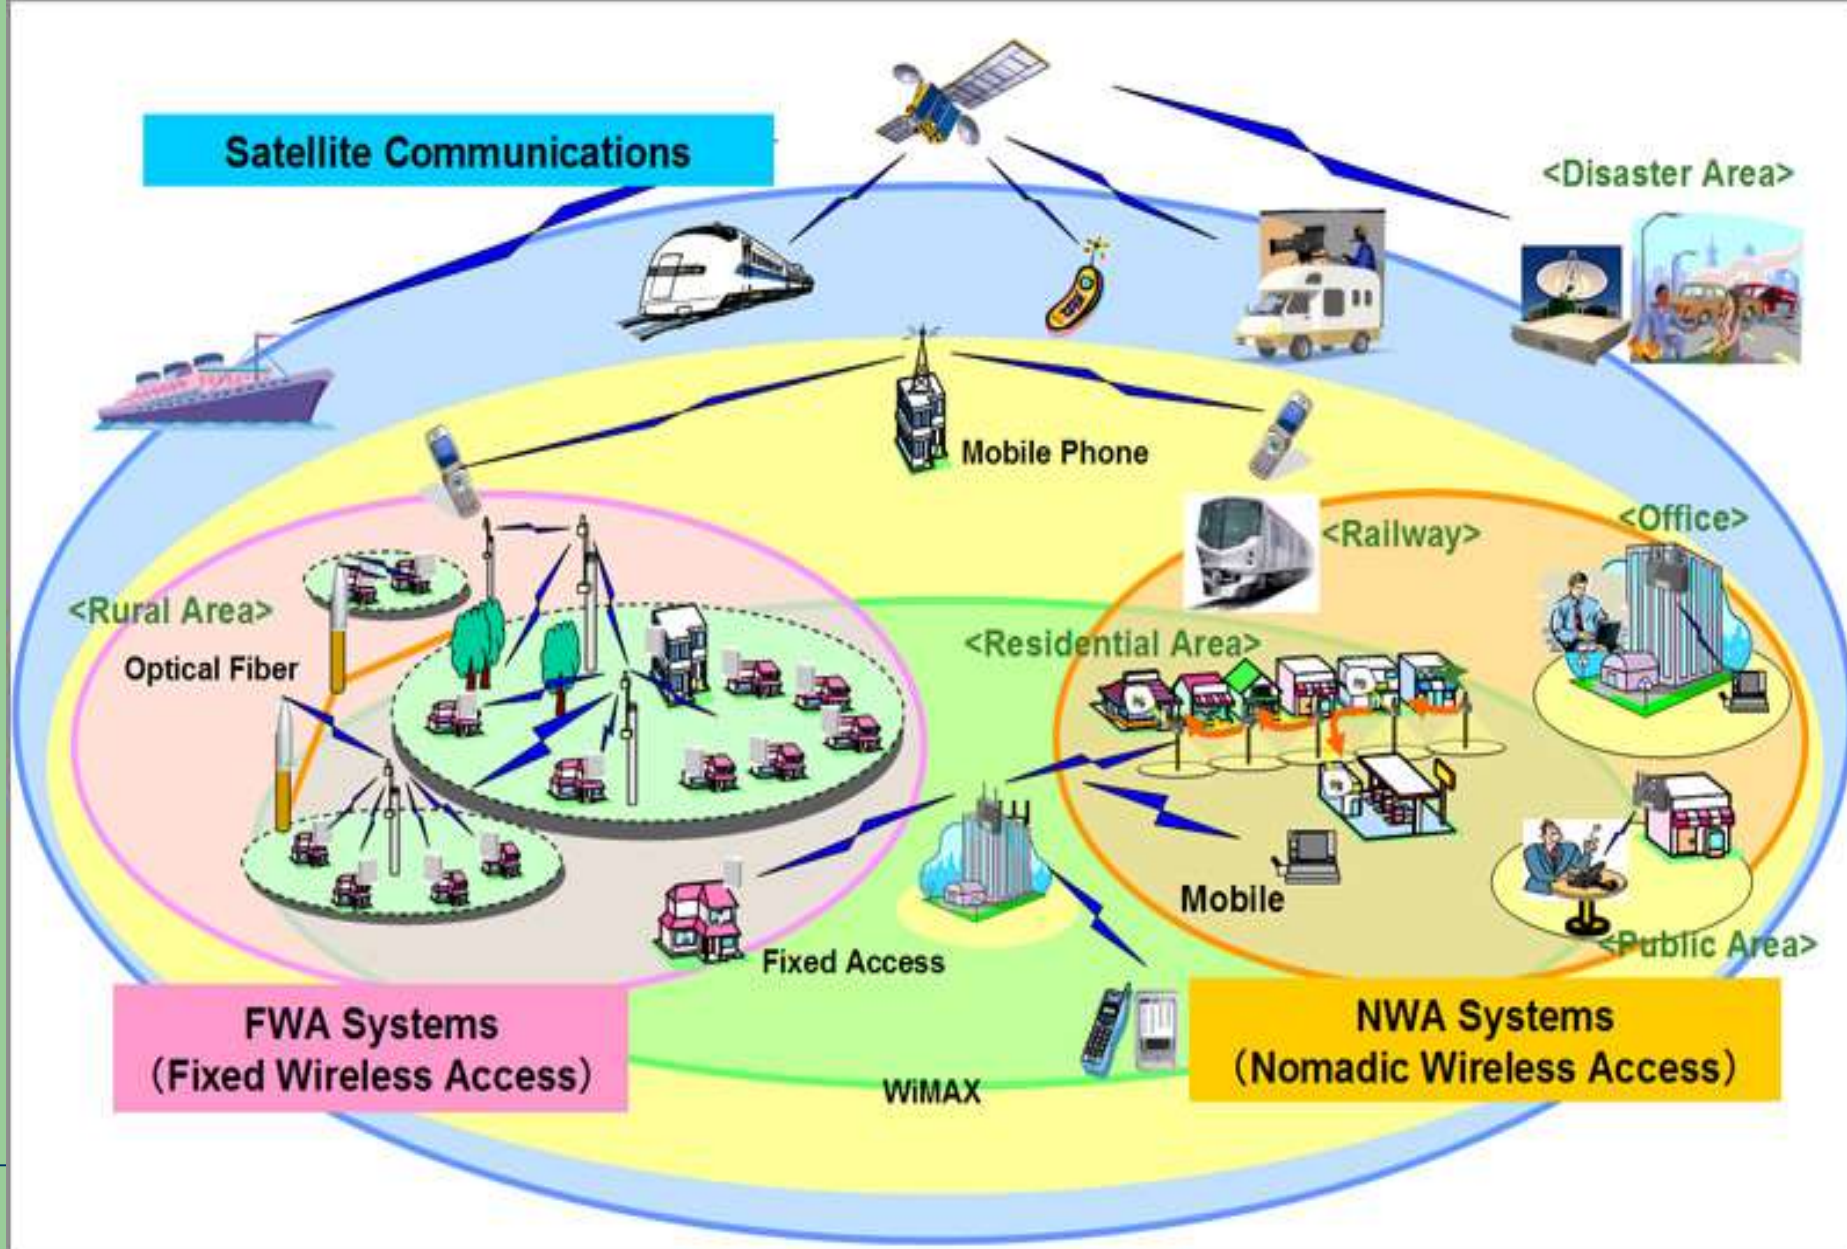 Satellite Communications
<Disaster Area>
Mobile Phone
<Railway>
<Office>
<Rural Area>
Optical Fiber
<Residential Area>
Mobile
<Public Area>
Fixed Access
FWA Systems
(Fixed Wireless Access)
NWA Systems
(Nomadic Wireless Access)
WiMAX